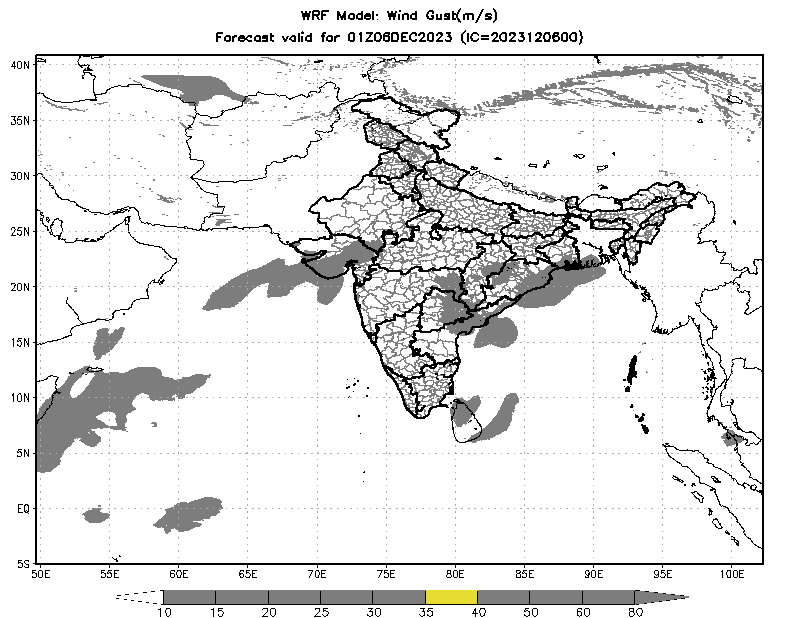 WRF Model: Wind Gust(m/s)
Forecast valid for 01Z06DEC2023 (IC=2023120600)
40N
35N
30N
25N
20N
15N
10N
5N
EQ
5S
50E 55E 60E 65E 70E 75E 80E 85E 90E 95E 100E
10 15 20 25 30 35 40 50 60 80